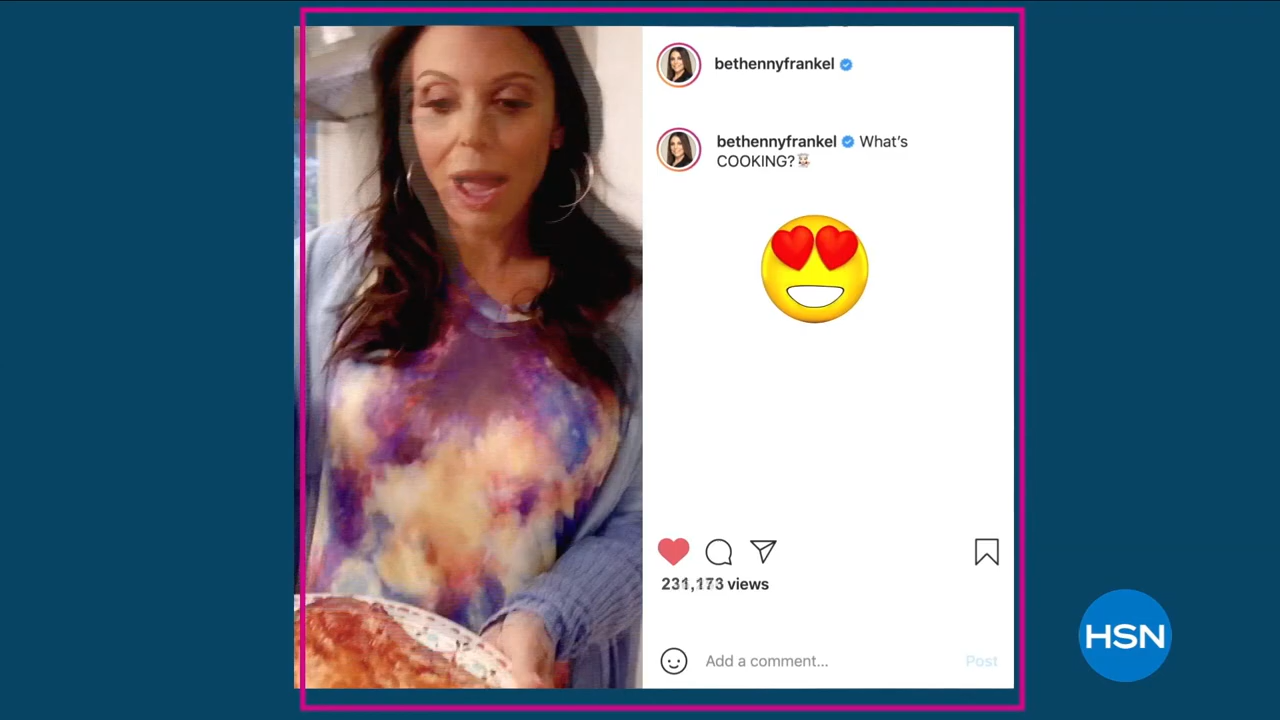 bethennyfrankel
bethennyfrankel What's
COOKING?
231,173 views
Add a comment...
Post
HSN